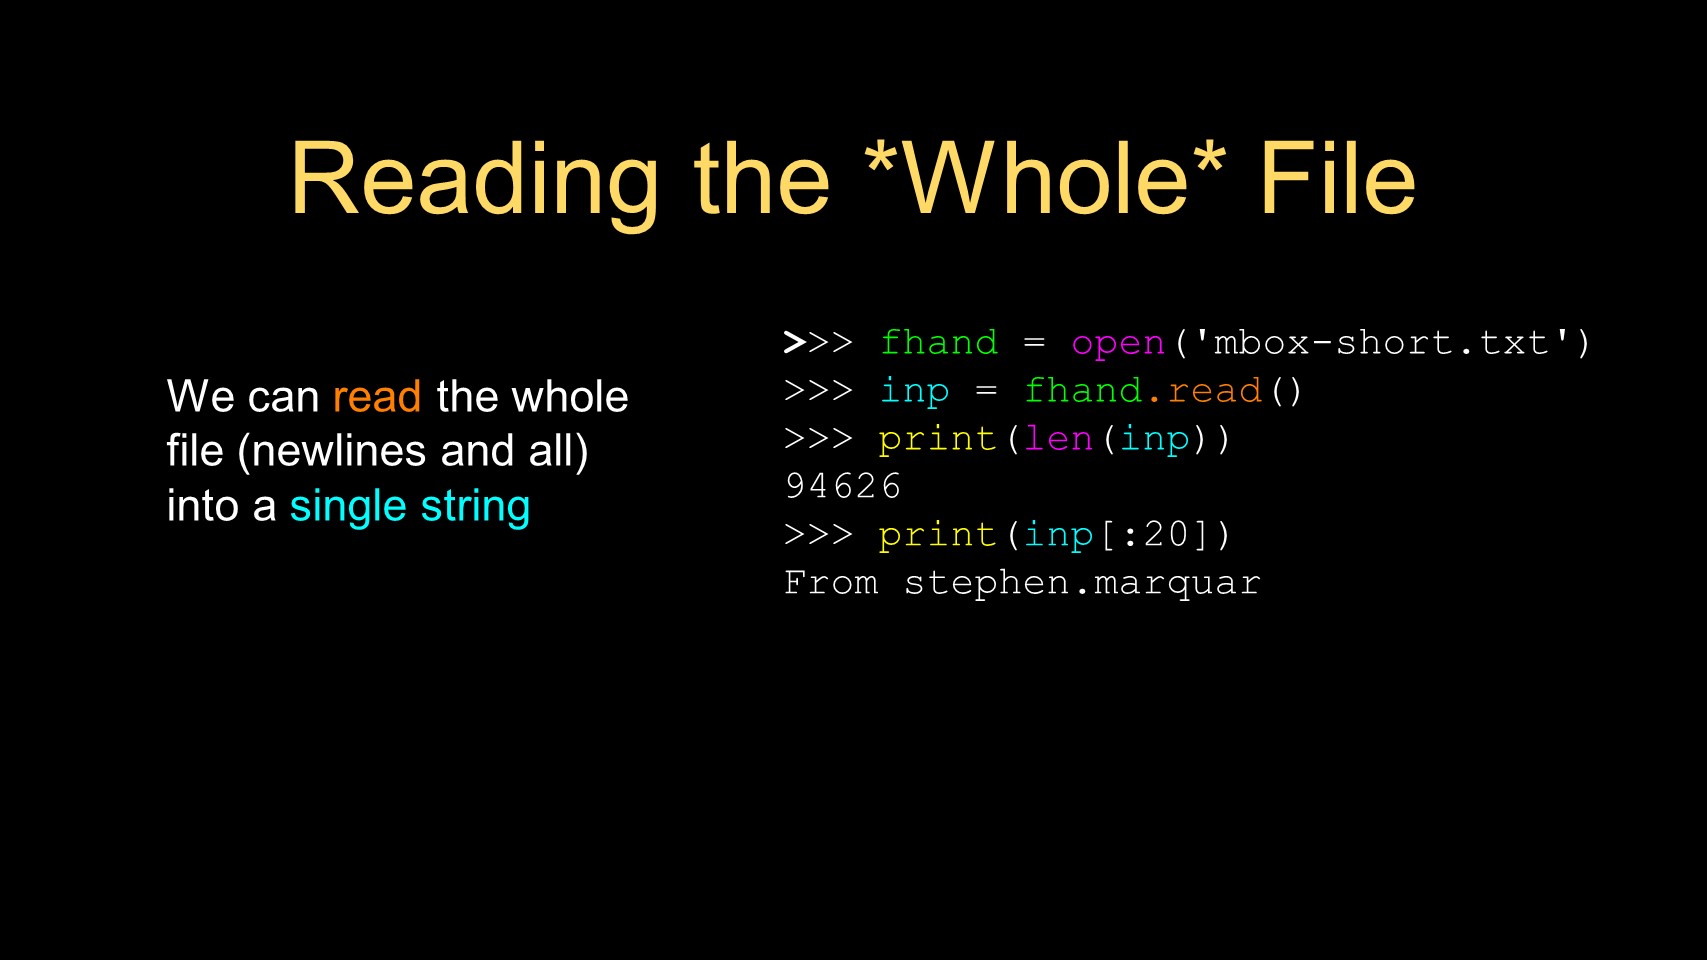 Reading the *Whole* File
We can read the whole
file (newlines and all)
into a single string
>>> fhand = open('mbox-short.txt')
>>> inp = fhand.read()
>>> print(len(inp))
94626
>>> print(inp[:20])
From stephen.marquar